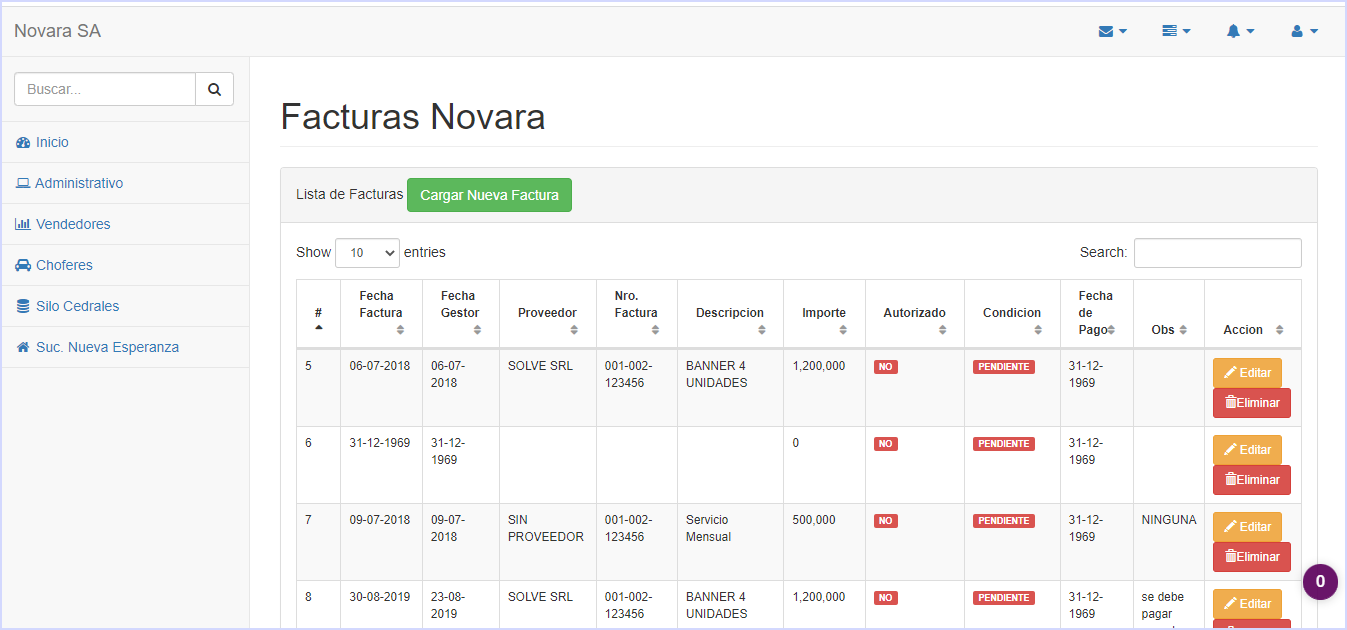 Novara SA
Buscar...
Inicio
Administrativo
Vendedores
Choferes
Silo Cedrales
Suc. Nueva Esperanza
Facturas Novara
Lista de Facturas Cargar Nueva Factura
Show 10 entries Search:
# Fecha Factura Fecha Gestor Proveedor Nro. Factura Descripcion Importe Autorizado Condicion Fecha de Pago Obs Accion
5 06-07-2018 06-07-2018 SOLVE SRL 001-002-123456 BANNER 4 UNIDADES 1,200,000 NO PENDIENTE 31-12-1969 Editar
Eliminar
6 31-12-1969 31-12-1969 0 NO PENDIENTE 31-12-1969 Editar
Eliminar
7 09-07-2018 09-07-2018 SIN PROVEEDOR 001-002-123456 Servicio Mensual 500,000 NO PENDIENTE 31-12-1969 NINGUNA Editar
Eliminar
0
8 30-08-2019 23-08-2019 SOLVE SRL 001-002-123456 BANNER 4 UNIDADES 1,200,000 NO PENDIENTE 31-12-1969 se debe pagar Editar